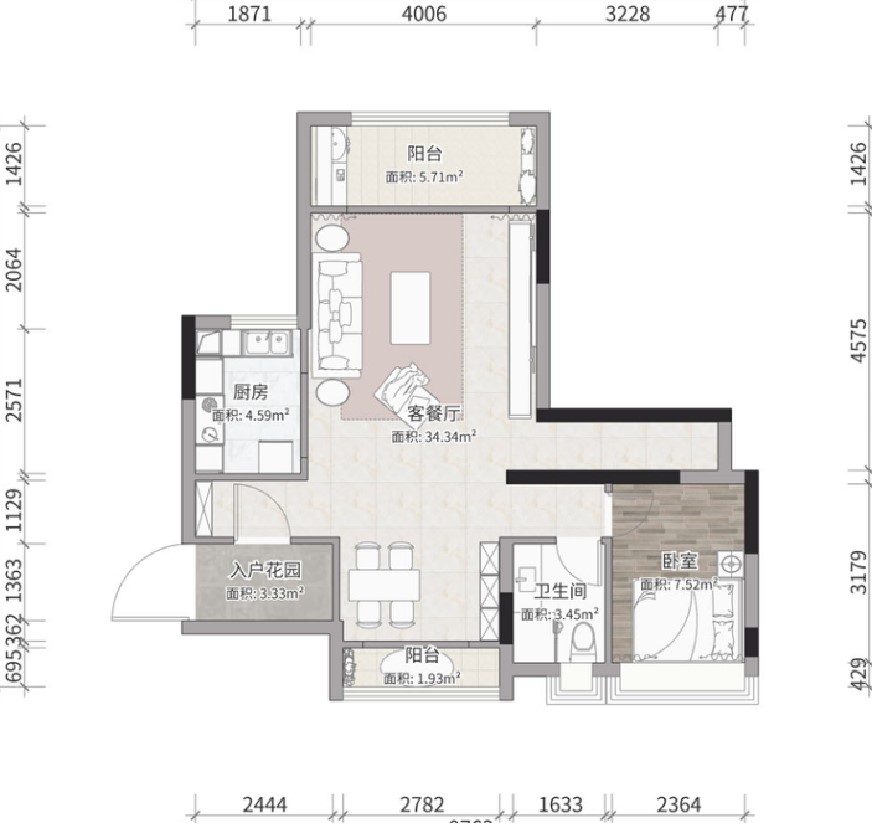 1871
4006
3228
477
阳台
面积: 5.71m²
1426
1426
2064
4575
厨房
面积: 4.59m²
2571
客餐厅
面积: 34.34m²
1129
入户花园
面积: 3.33m²
1363
卫生间
面积: 3.45m²
卧室
面积: 7.52m²
3179
362
695
阳台
面积: 1.93m²
429
2444
2782
1633
2364